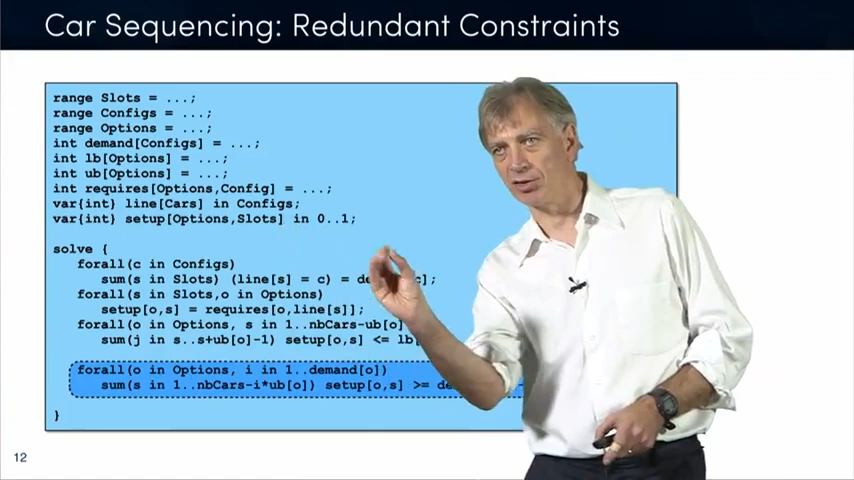 Car Sequencing: Redundant Constraints
range Slots = ...;
range Configs = ...;
range Options = ...;
int demand[Configs] = ...;
int lb[Options] = ...;
int ub[Options] = ...;
int requires[Options,Config] = ...;
var{int} line[Cars] in Configs;
var{int} setup[Options,Slots] in 0..1;
solve {
forall(c in Configs)
sum(s in Slots) (line[s] = c) = de c];
forall(s in Slots,o in Options)
setup[o,s] = requires[o,line[s]];
forall(o in Options, s in 1..nbCars-ub[o]
sum(j in s..s+ub[o]-1) setup[o,s] <= lb[
forall(o in Options, i in 1..demand[o])
sum(s in 1..nbCars-i*ub[o]) setup[o,s] >= de
}
12